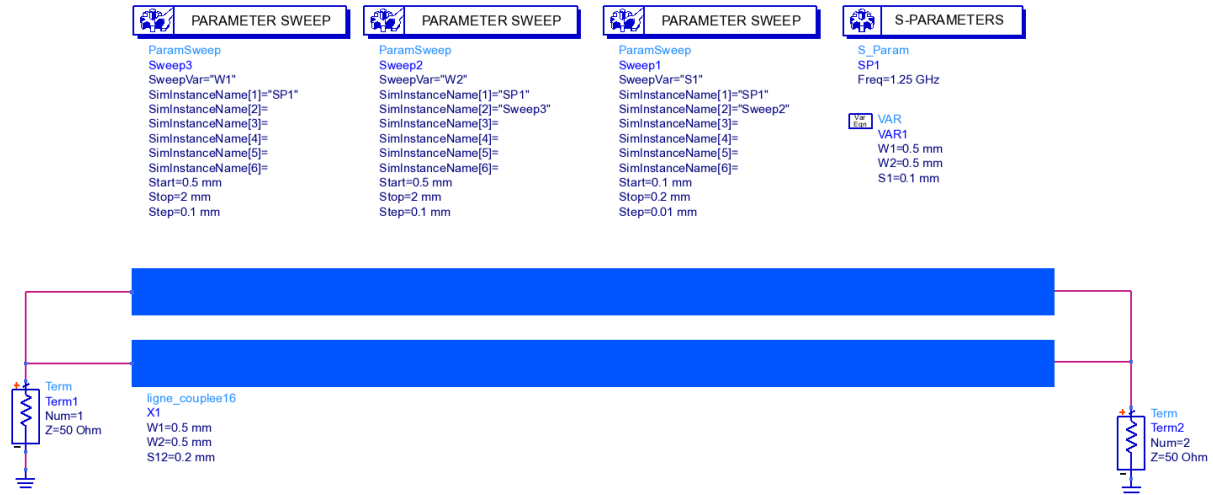 PARAMETER SWEEP
ParamSweep
Sweep3
SweepVar="W1"
SimInstanceName[1]="SP1"
SimInstanceName[2]=
SimInstanceName[3]=
SimInstanceName[4]=
SimInstanceName[5]=
SimInstanceName[6]=
Start=0.5 mm
Stop=2 mm
Step=0.1 mm
PARAMETER SWEEP
ParamSweep
Sweep2
SweepVar="W2"
SimInstanceName[1]="SP1"
SimInstanceName[2]="Sweep3"
SimInstanceName[3]=
SimInstanceName[4]=
SimInstanceName[5]=
SimInstanceName[6]=
Start=0.5 mm
Stop=2 mm
Step=0.1 mm
PARAMETER SWEEP
ParamSweep
Sweep1
SweepVar="S1"
SimInstanceName[1]="SP1"
SimInstanceName[2]="Sweep2"
SimInstanceName[3]=
SimInstanceName[4]=
SimInstanceName[5]=
SimInstanceName[6]=
Start=0.1 mm
Stop=0.2 mm
Step=0.01 mm
S-PARAMETERS
S_Param
SP1
Freq=1.25 GHz
Var
Eqn
VAR
VAR1
W1=0.5 mm
W2=0.5 mm
S1=0.1 mm
+
Term
Term1
Num=1
Z=50 Ohm
-
ligne_couplee16
X1
W1=0.5 mm
W2=0.5 mm
S12=0.2 mm
+
Term
Term2
Num=2
Z=50 Ohm
-